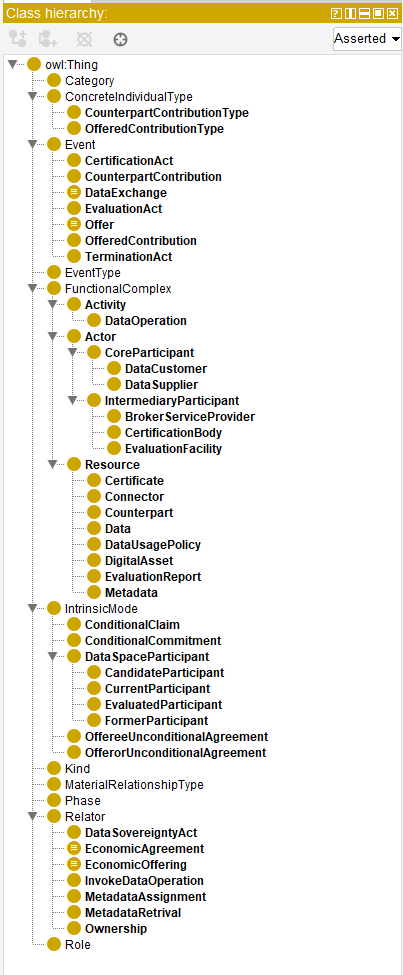 Class hierarchy:
Asserted
owl:Thing
Category
ConcreteIndividualType
CounterpartContributionType
OfferedContributionType
Event
CertificationAct
CounterpartContribution
DataExchange
EvaluationAct
Offer
OfferedContribution
TerminationAct
EventType
FunctionalComplex
Activity
DataOperation
Actor
CoreParticipant
DataCustomer
DataSupplier
IntermediaryParticipant
BrokerServiceProvider
CertificationBody
EvaluationFacility
Resource
Certificate
Connector
Counterpart
Data
DataUsagePolicy
DigitalAsset
EvaluationReport
Metadata
IntrinsicMode
ConditionalClaim
ConditionalCommitment
DataSpaceParticipant
CandidateParticipant
CurrentParticipant
EvaluatedParticipant
FormerParticipant
OffereeUnconditionalAgreement
OfferorUnconditionalAgreement
Kind
MaterialRelationshipType
Phase
Relator
DataSovereigntyAct
EconomicAgreement
EconomicOffering
InvokeDataOperation
MetadataAssignment
MetadataRetrival
Ownership
Role